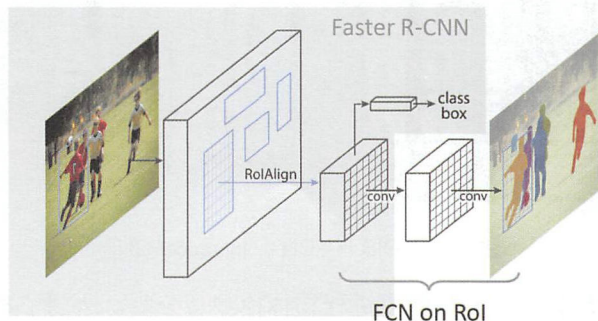 Faster R-CNN
class
box
RoIAlign
conv
conv
FCN on RoI